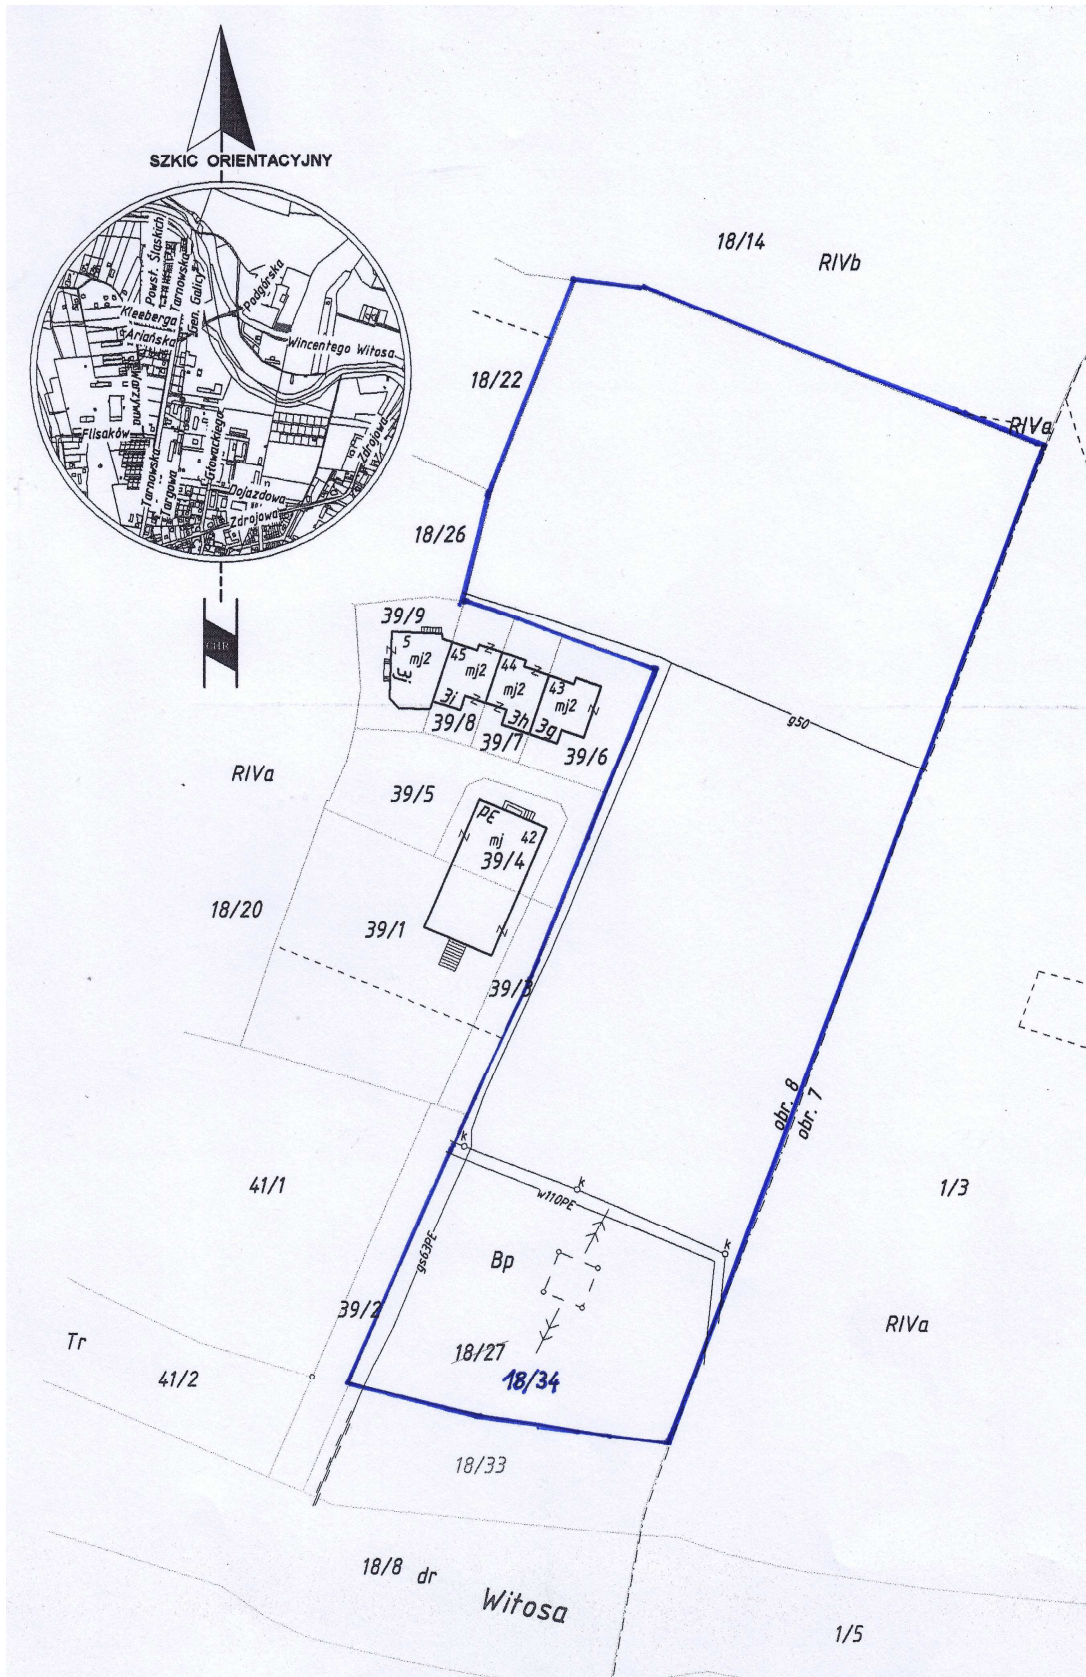 SZKIC ORIENTACYJNY
Powst. Śląskich
Tarnowska
Gen. Galicy
Podgórska
Kleeberga
Ariańska
Wincentego Witosa
Warzywna
Flisaków
Głowackiego
Zdrojowa
Tarnowska
Targowa
Dojazdowa
Zdrojowa
18/14
RIVb
18/22
RIVa
18/26
39/9
5
mj2
3j
45
mj2
44
mj2
43
mj2
3i
3h
3g
39/8
39/7
39/6
g50
RIVa
39/5
PE
mj
42
39/4
18/20
39/1
39/3
obr. 8
obr. 7
k
k
41/1
w110PE
1/3
k
gs63PE
Bp
39/2
RIVa
Tr
18/27
41/2
18/34
18/33
18/8 dr
Witosa
1/5